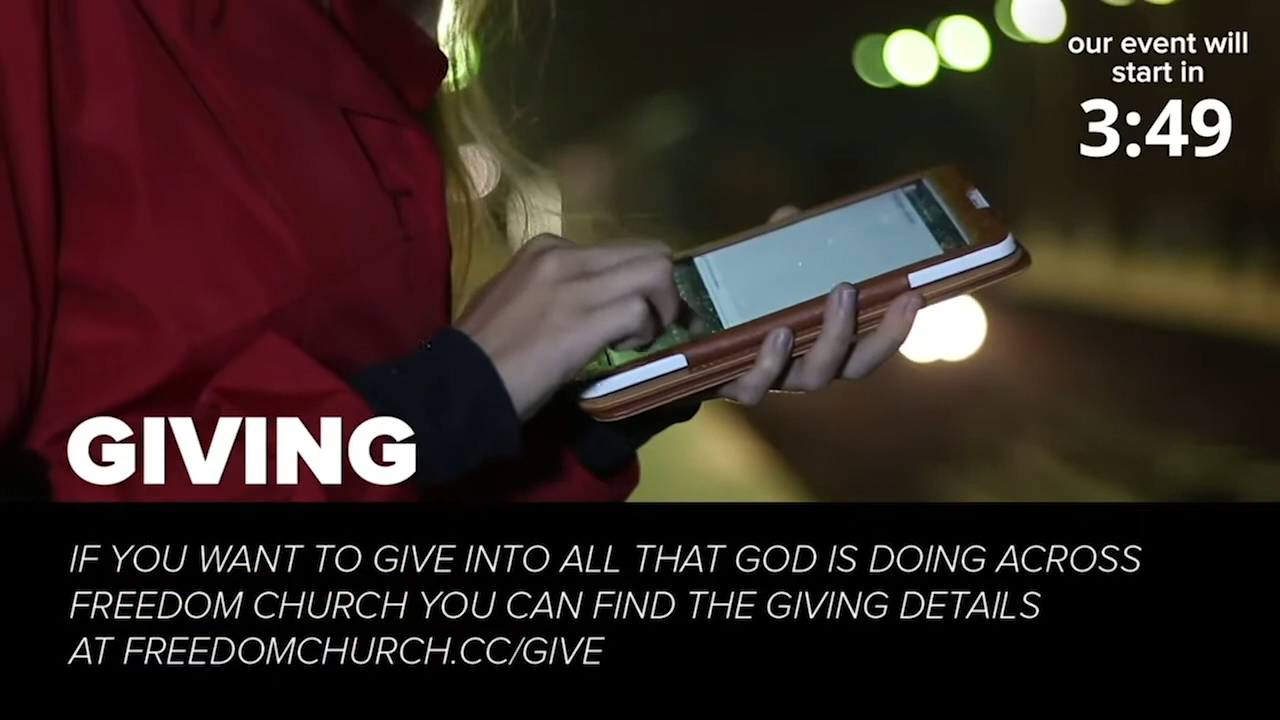 our event will
start in
3:49
GIVING
IF YOU WANT TO GIVE INTO ALL THAT GOD IS DOING ACROSS
FREEDOM CHURCH YOU CAN FIND THE GIVING DETAILS
AT FREEDOMCHURCH.CC/GIVE